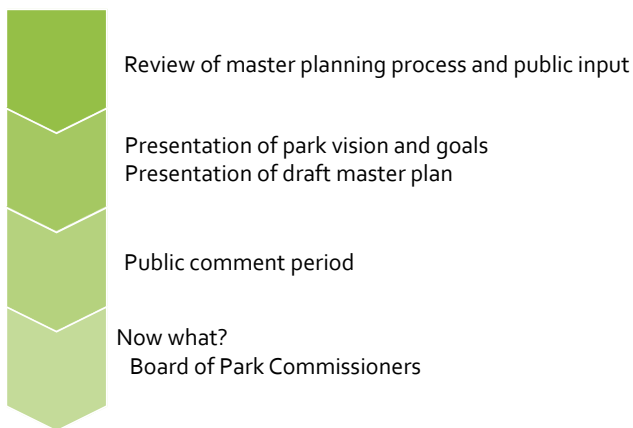 Review of master planning process and public input
Presentation of park vision and goals
Presentation of draft master plan
Public comment period
Now what?
Board of Park Commissioners